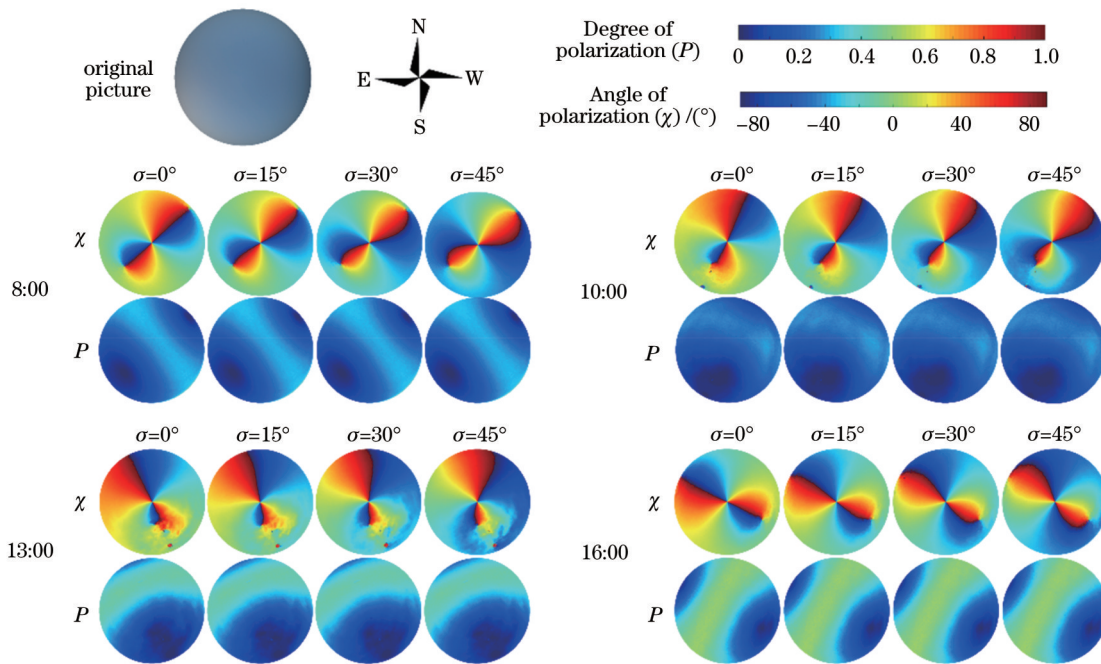 original
picture
N
E
W
S
Degree of
polarization (P)
0 0.2 0.4 0.6 0.8 1.0
Angle of
polarization (χ) /(°)
−80 −40 0 40 80
σ=0° σ=15° σ=30° σ=45°
χ
8:00
P
σ=0° σ=15° σ=30° σ=45°
χ
10:00
P
σ=0° σ=15° σ=30° σ=45°
χ
13:00
P
σ=0° σ=15° σ=30° σ=45°
χ
16:00
P